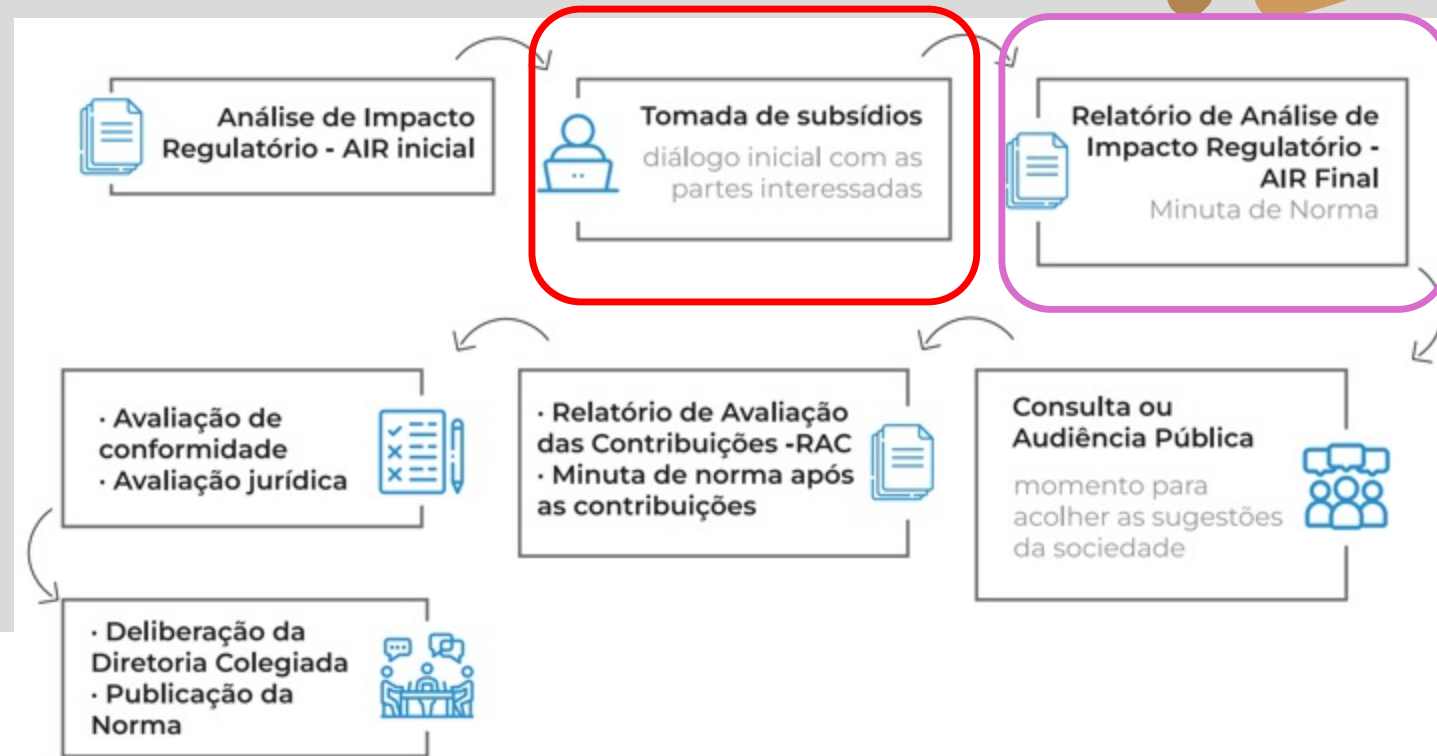 Análise de Impacto
Regulatório - AIR inicial
Tomada de subsídios
diálogo inicial com as
partes interessadas
Relatório de Análise de
Impacto Regulatório -
AIR Final
Minuta de Norma
Consulta ou
Audiência Pública
momento para
acolher as sugestões
da sociedade
· Relatório de Avaliação
das Contribuições -RAC
· Minuta de norma após
as contribuições
· Avaliação de
conformidade
· Avaliação jurídica
· Deliberação da
Diretoria Colegiada
· Publicação da
Norma